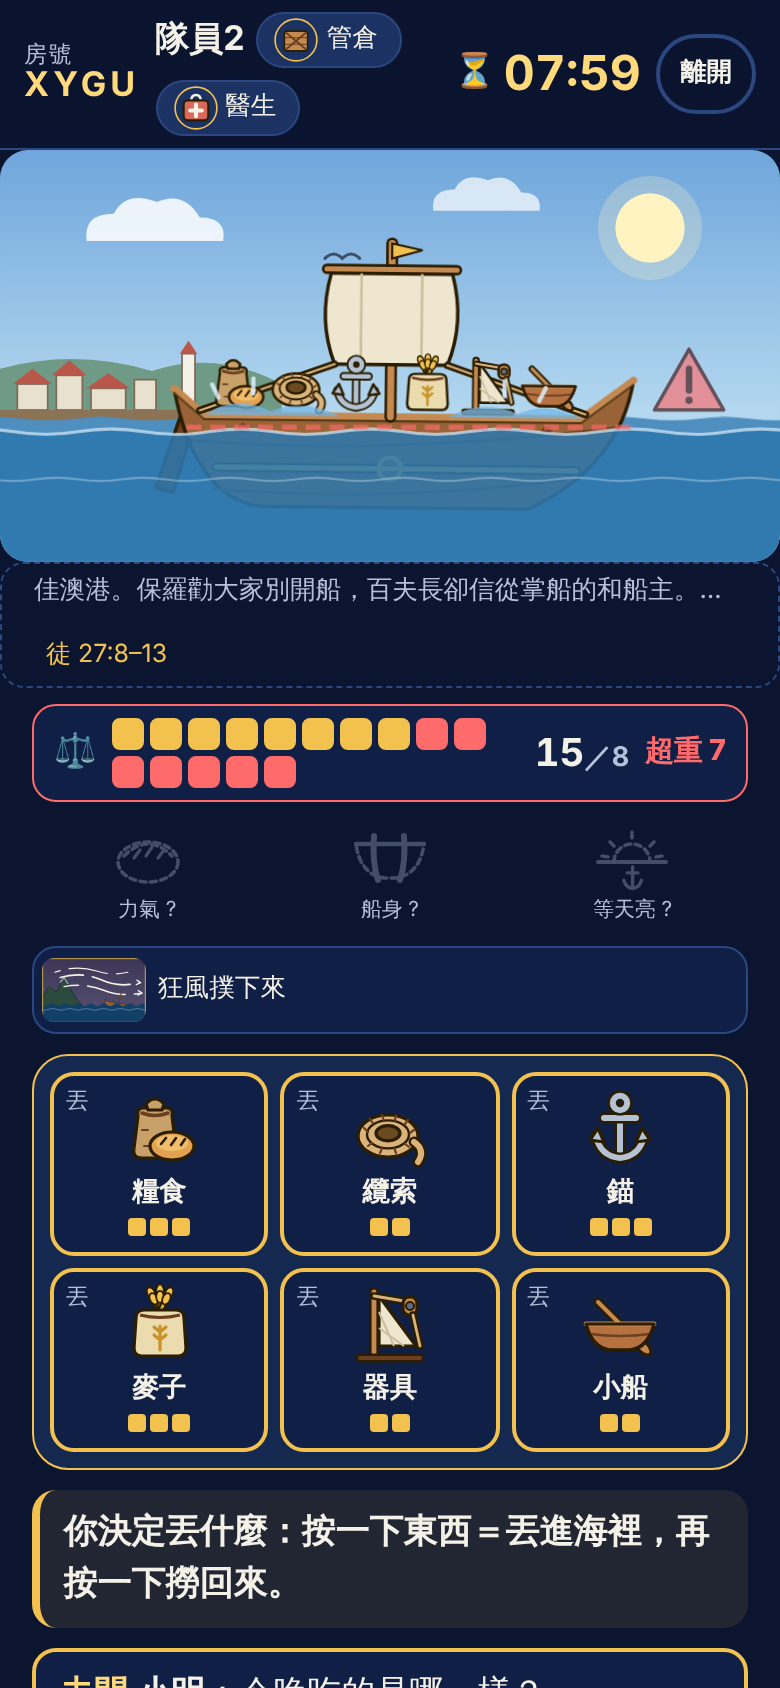 房號
XYGU
隊員2
管倉
醫生
07:59
離開
佳澳港。保羅勸大家別開船，百夫長卻信從掌船的和船主。…
徒 27:8–13
15／8 超重 7
力氣？
船身？
等天亮？
狂風撲下來
丟
糧食
丟
纜索
丟
錨
丟
麥子
丟
器具
丟
小船
你決定丟什麼：按一下東西＝丟進海裡，再
按一下撈回來。